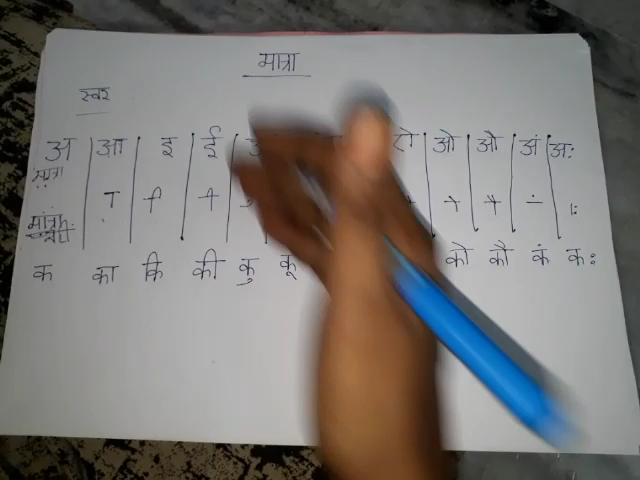 मात्रा
स्वर
अ आ इ ई ओ औ अं अः
मात्रा ा ि ी ो ौ ं ः
क का कि की कु कू को कौ कं कः